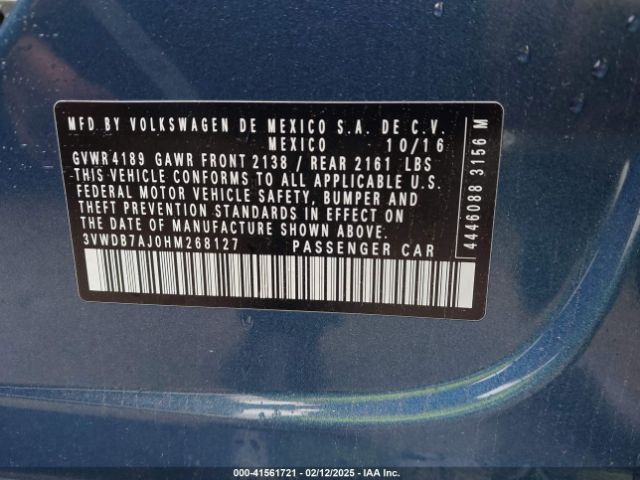 MFD BY VOLKSWAGEN DE MEXICO S.A. DE C.V.
MEXICO 10/16
GVWR 4189 GAWR FRONT 2138 / REAR 2161 LBS
THIS VEHICLE CONFORMS TO ALL APPLICABLE U.S.
FEDERAL MOTOR VEHICLE SAFETY, BUMPER AND
THEFT PREVENTION STANDARDS IN EFFECT ON
THE DATE OF MANUFACTURE SHOWN ABOVE.
3VWDB7AJ0HM268127 PASSENGER CAR
4446088 3156 M
000-41561721 | 02/12/2025 | IAA Inc.